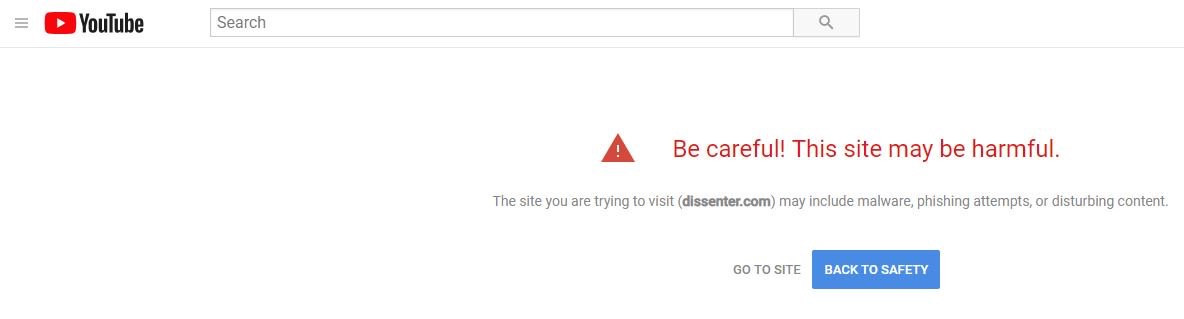 YouTube
Search
Be careful! This site may be harmful.
The site you are trying to visit (dissenter.com) may include malware, phishing attempts, or disturbing content.
GO TO SITE
BACK TO SAFETY